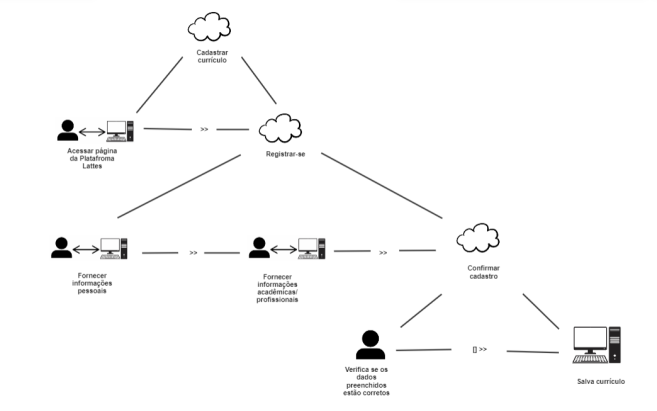 Cadastrar
currículo
>>
Acessar página
da Platafroma
Lattes
Registrar-se
>>
>>
Fornecer
informações
pessoais
Fornecer
informações
acadêmicas/
profissionais
Confirmar
cadastro
[] >>
Verifica se os
dados
preenchidos
estão corretos
Salva currículo